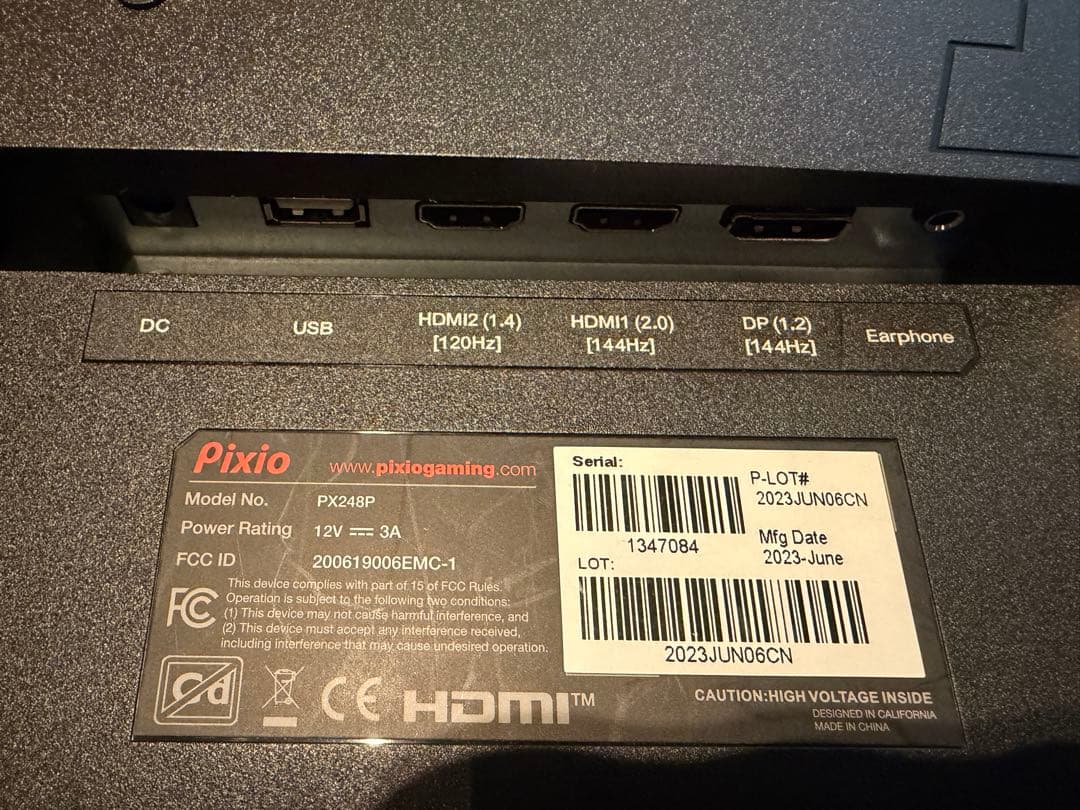 DC
USB
HDMI2 (1.4)
[120Hz]
HDMI1 (2.0)
[144Hz]
DP (1.2)
[144Hz]
Earphone
Pixio
www.pixiogaming.com
Model No. PX248P
Power Rating 12V ⎓ 3A
FCC ID 200619006EMC-1
FC
This device complies with part of 15 of FCC Rules.
Operation is subject to the following two conditions:
(1) This device may not cause harmful interference, and
(2) This device must accept any interference received,
including interference that may cause undesired operation.
Cd
CE
HDMI™
Serial:
1347084
P-LOT#
2023JUN06CN
Mfg Date
2023-June
LOT:
2023JUN06CN
CAUTION:HIGH VOLTAGE INSIDE
DESIGNED IN CALIFORNIA
MADE IN CHINA